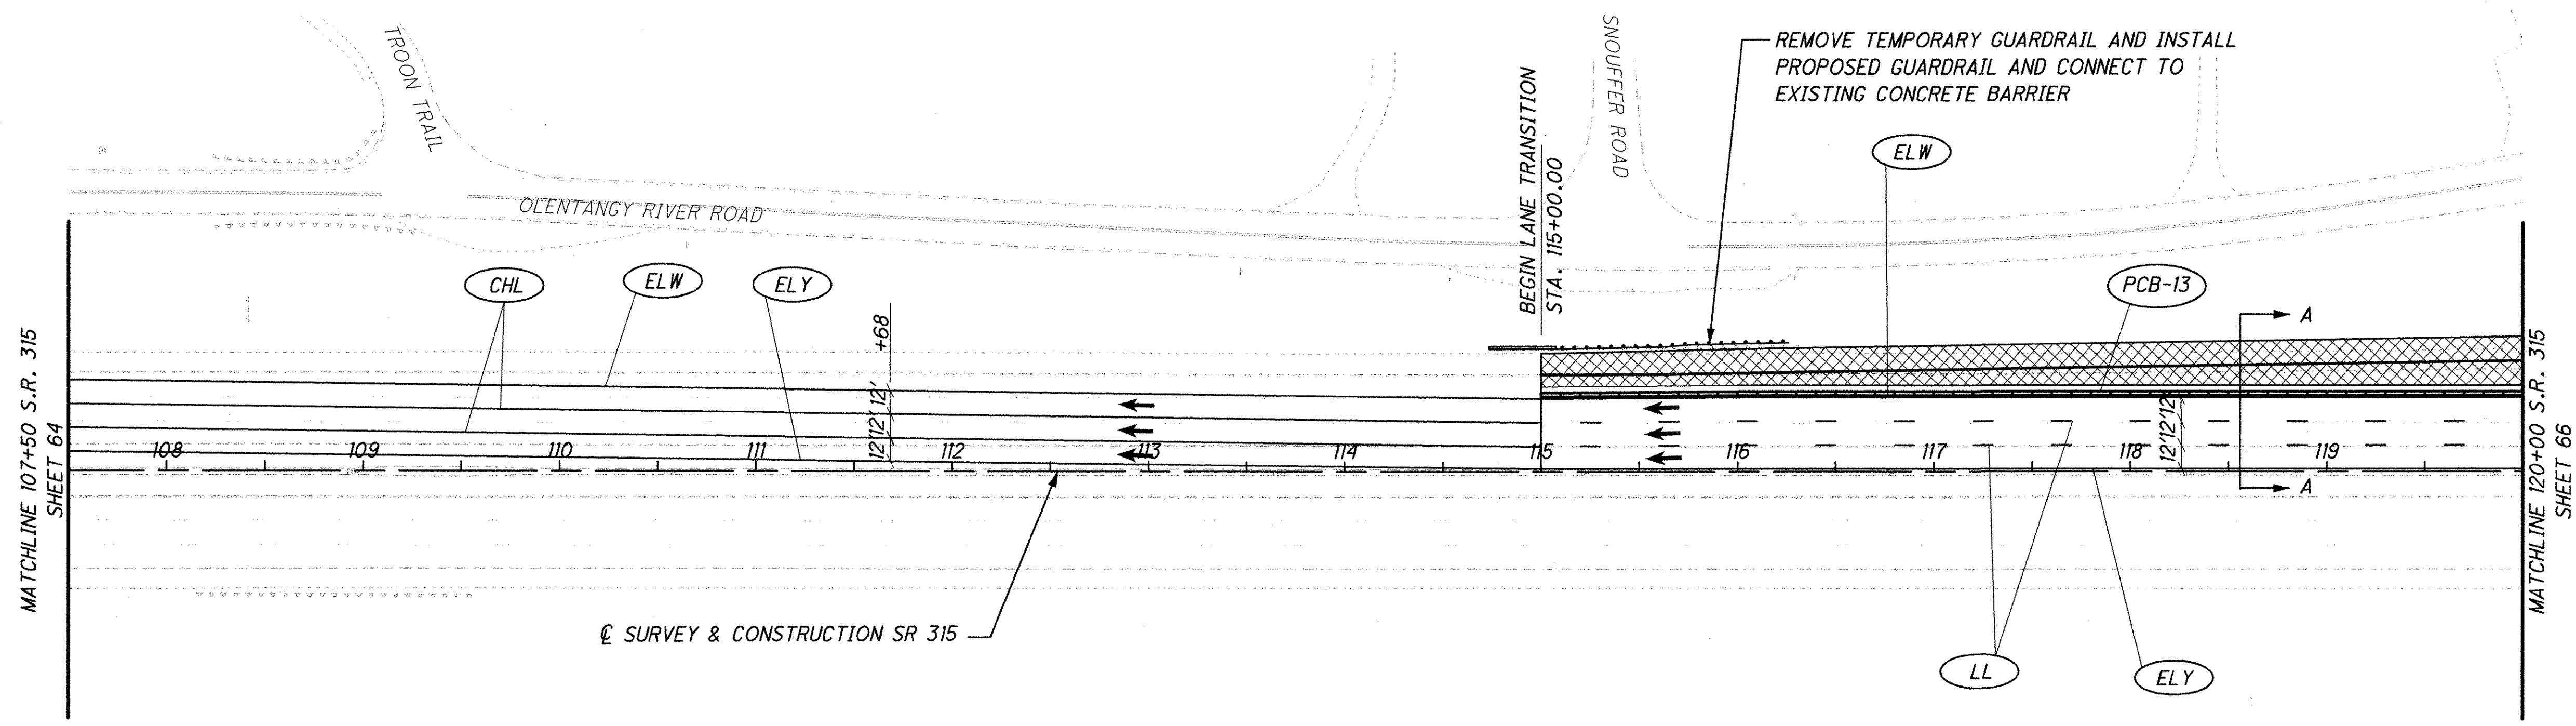 TROON TRAIL
SNOUFFER ROAD
REMOVE TEMPORARY GUARDRAIL AND INSTALL
PROPOSED GUARDRAIL AND CONNECT TO
EXISTING CONCRETE BARRIER
BEGIN LANE TRANSITION
STA. 115+00.00
ELW
OLENTANGY RIVER ROAD
CHL
ELW
ELY
PCB-13
+68
A
MATCHLINE 107+50 S.R. 315
SHEET 64
12' 12' 12'
12' 12' 12'
108 109 110 111 112 113 114 115 116 117 118 119
A
MATCHLINE 120+00 S.R. 315
SHEET 66
℄ SURVEY & CONSTRUCTION SR 315
LL
ELY